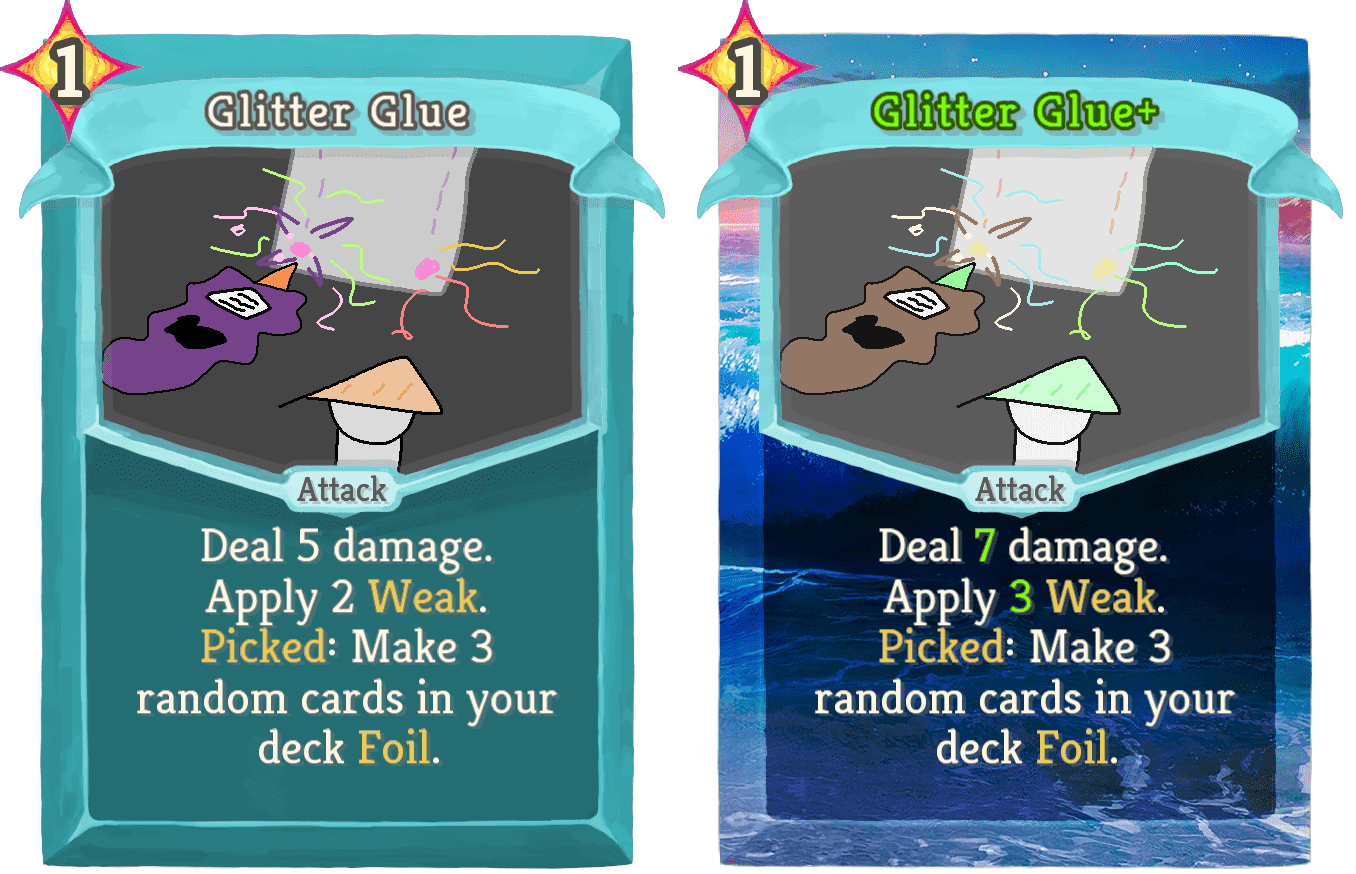 1
Glitter Glue
Attack
Deal 5 damage.
Apply 2 Weak.
Picked: Make 3
random cards in your
deck Foil.
1
Glitter Glue+
Attack
Deal 7 damage.
Apply 3 Weak.
Picked: Make 3
random cards in your
deck Foil.